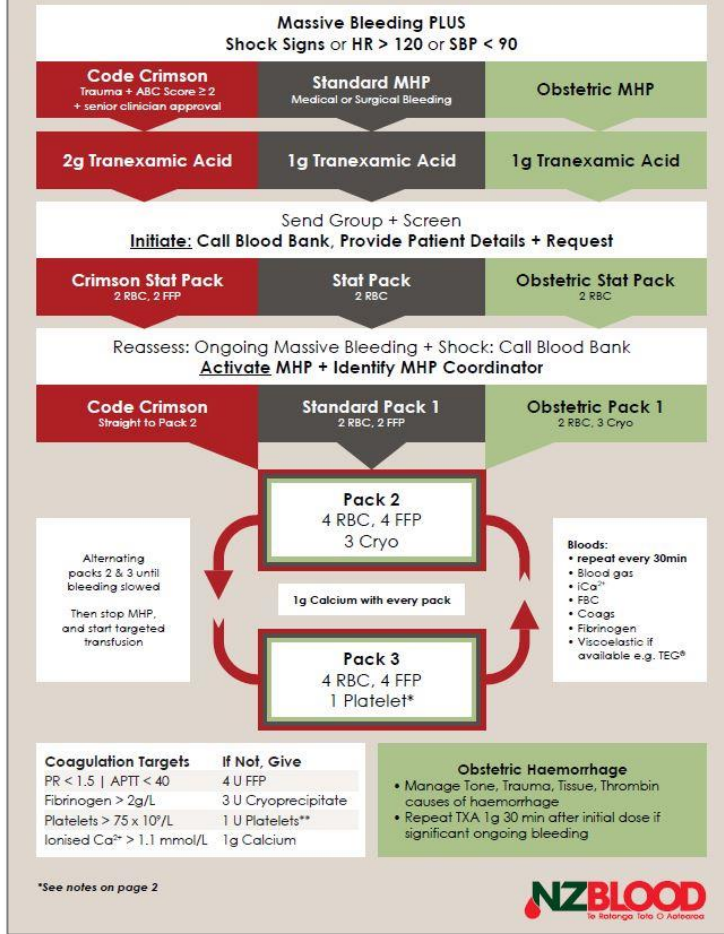 Massive Bleeding PLUS
Shock Signs or HR > 120 or SBP < 90
Code Crimson
Trauma + ABC Score ≥ 2
+ senior clinician approval
Standard MHP
Medical or Surgical Bleeding
Obstetric MHP
2g Tranexamic Acid
1g Tranexamic Acid
1g Tranexamic Acid
Send Group + Screen
Initiate: Call Blood Bank, Provide Patient Details + Request
Crimson Stat Pack
2 RBC, 2 FFP
Stat Pack
2 RBC
Obstetric Stat Pack
2 RBC
Reassess: Ongoing Massive Bleeding + Shock: Call Blood Bank
Activate MHP + Identify MHP Coordinator
Code Crimson
Straight to Pack 2
Standard Pack 1
2 RBC, 2 FFP
Obstetric Pack 1
2 RBC, 3 Cryo
Pack 2
4 RBC, 4 FFP
3 Cryo
Alternating
packs 2 & 3 until
bleeding slowed
Then stop MHP,
and start targeted
transfusion
1g Calcium with every pack
Bloods:
• repeat every 30min
• Blood gas
• iCa²⁺
• FBC
• Coags
• Fibrinogen
• Viscoelastic if
available e.g. TEG®
Pack 3
4 RBC, 4 FFP
1 Platelet*
Coagulation Targets If Not, Give
PR < 1.5 | APTT < 40 4 U FFP
Fibrinogen > 2g/L 3 U Cryoprecipitate
Platelets > 75 x 10⁹/L 1 U Platelets**
Ionised Ca²⁺ > 1.1 mmol/L 1g Calcium
Obstetric Haemorrhage
• Manage Tone, Trauma, Tissue, Thrombin
causes of haemorrhage
• Repeat TXA 1g 30 min after initial dose if
significant ongoing bleeding
*See notes on page 2
NZBLOOD
Te Ratonga Toto O Aotearoa